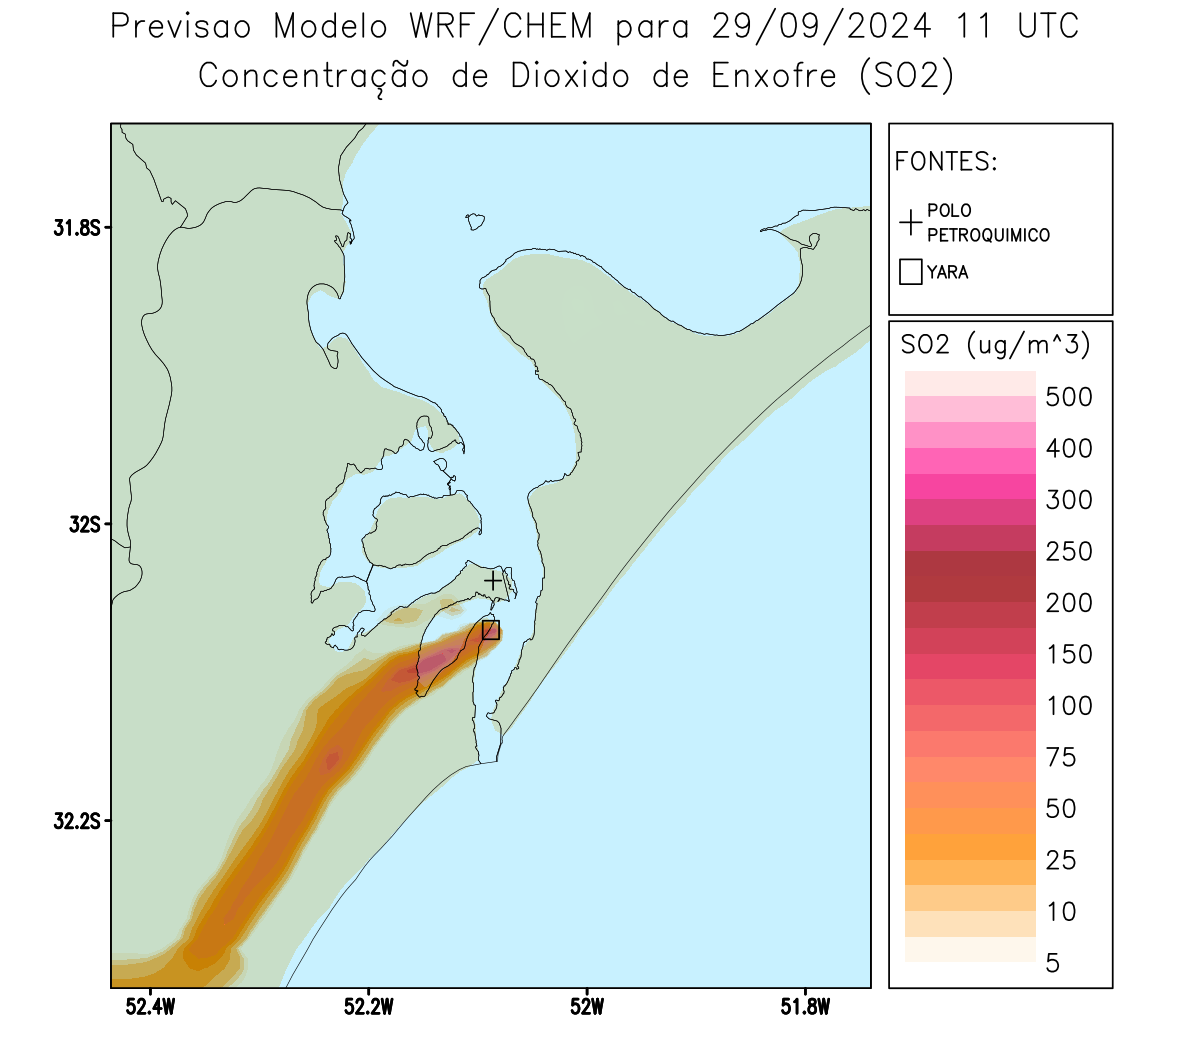 Previsao Modelo WRF/CHEM para 29/09/2024 11 UTC
Concentração de Dioxido de Enxofre (SO2)
FONTES:
POLO
PETROQUIMICO
YARA
SO2 (ug/m^3)
500
400
300
250
200
150
100
75
50
25
10
5
31.8S
32S
32.2S
52.4W
52.2W
52W
51.8W